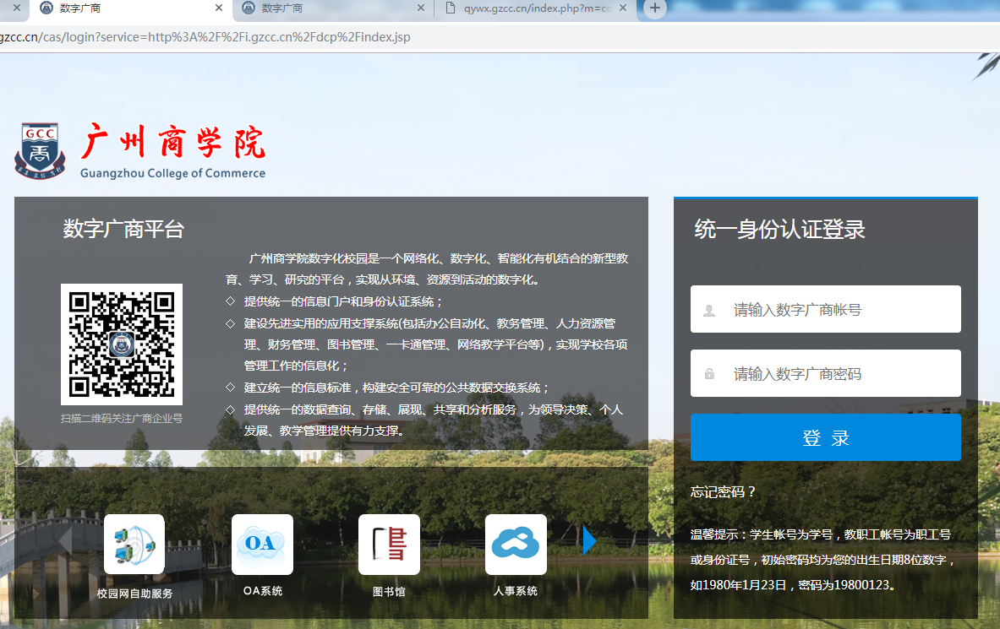 数字广商
数字广商
qywx.gzcc.cn/index.php?m=cc
gzcc.cn/cas/login?service=http%3A%2F%2Fi.gzcc.cn%2Fdcp%2Findex.jsp
GCC
广州商学院
Guangzhou College of Commerce
数字广商平台
广州商学院数字化校园是一个网络化、数字化、智能化有机结合的新型教
育、学习、研究的平台，实现从环境、资源到活动的数字化。
◇ 提供统一的信息门户和身份认证系统；
◇ 建设先进实用的应用支撑系统(包括办公自动化、教务管理、人力资源管
理、财务管理、图书管理、一卡通管理、网络教学平台等)，实现学校各项
管理工作的信息化；
◇ 建立统一的信息标准，构建安全可靠的公共数据交换系统；
◇ 提供统一的数据查询、存储、展现、共享和分析服务，为领导决策、个人
发展、教学管理提供有力支撑。
扫描二维码关注广商企业号
OA
校园网自助服务
OA系统
图书馆
人事系统
统一身份认证登录
请输入数字广商帐号
请输入数字广商密码
登 录
忘记密码？
温馨提示：学生帐号为学号，教职工帐号为职工号
或身份证号，初始密码均为您的出生日期8位数字，
如1980年1月23日，密码为19800123。